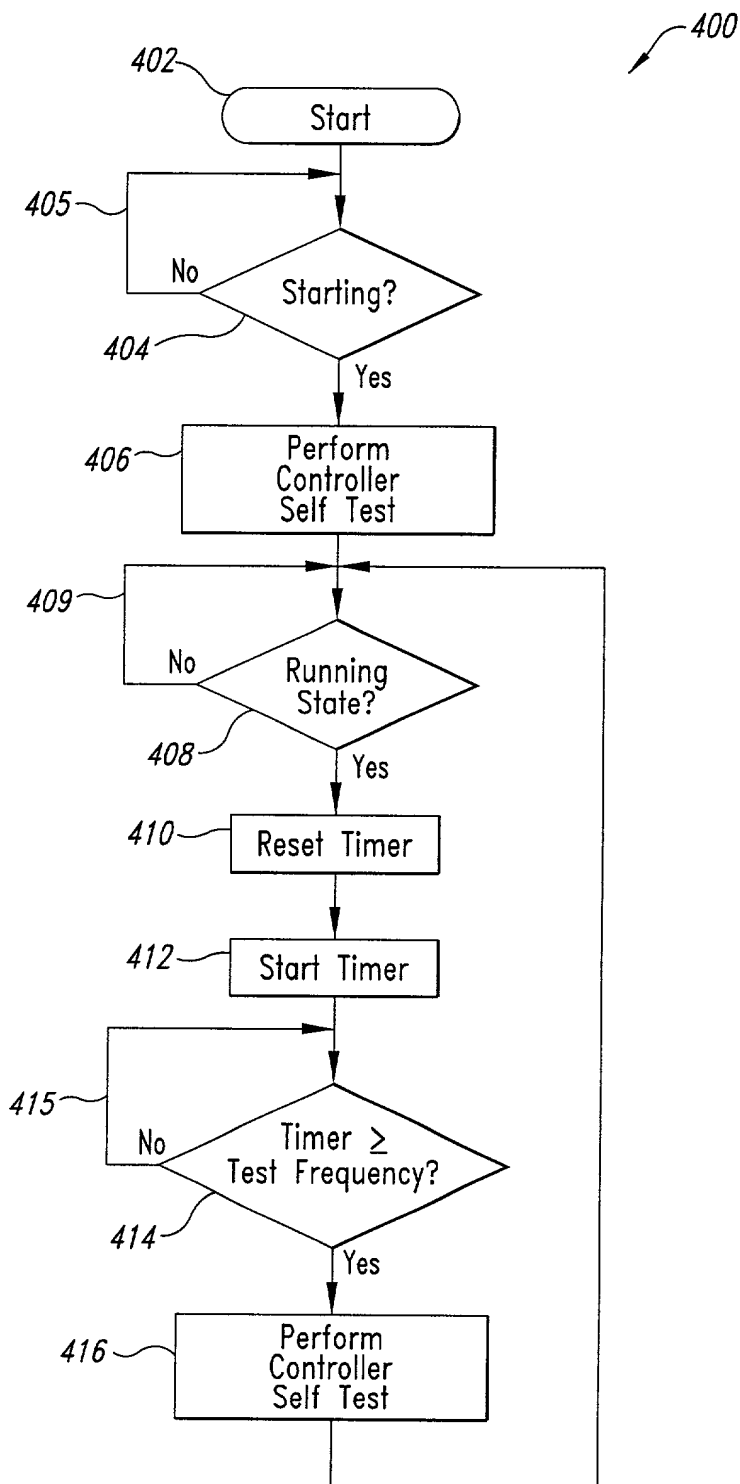 400
402
Start
405
No
Starting?
404
Yes
406
Perform
Controller
Self Test
409
No
Running
State?
408
Yes
410
Reset Timer
412
Start Timer
415
No
Timer ≥
Test Frequency?
414
Yes
416
Perform
Controller
Self Test